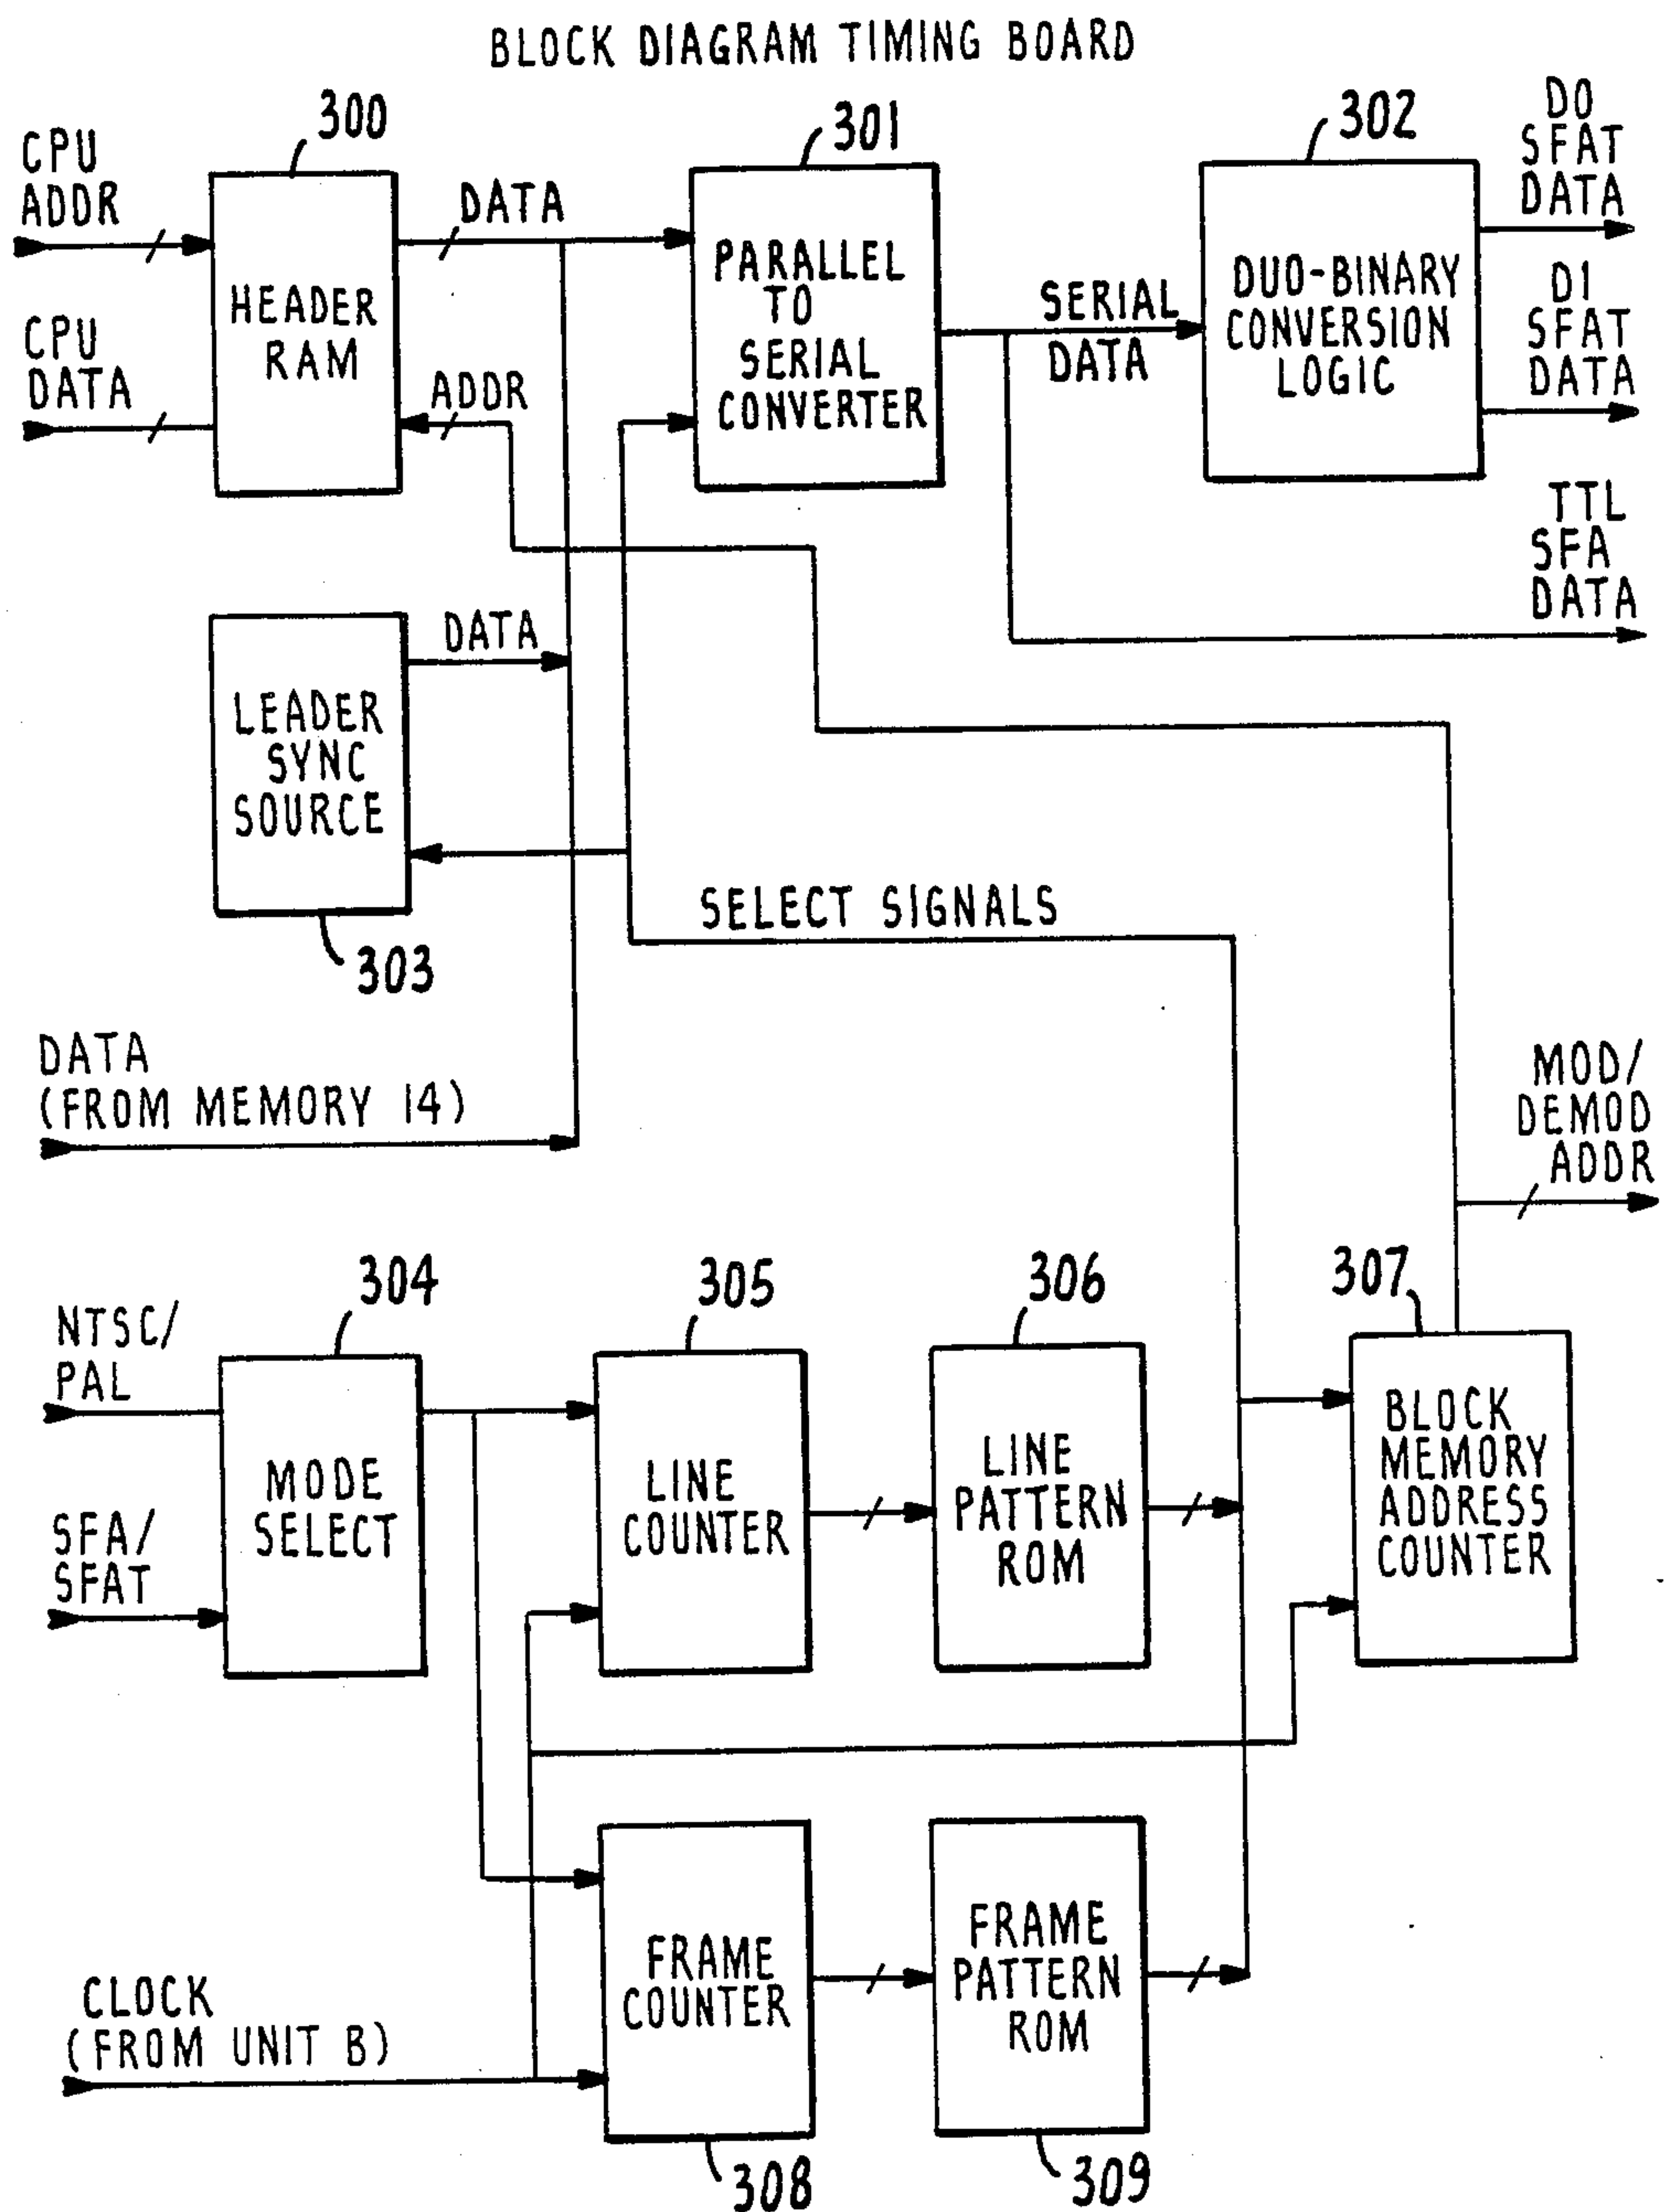 BLOCK DIAGRAM TIMING BOARD
300
301
302
CPU
ADDR
CPU
DATA
HEADER
RAM
DATA
ADDR
PARALLEL
TO
SERIAL
CONVERTER
SERIAL
DATA
DUO-BINARY
CONVERSION
LOGIC
DO
SFAT
DATA
D1
SFAT
DATA
TTL
SFA
DATA
LEADER
SYNC
SOURCE
DATA
303
SELECT SIGNALS
DATA
(FROM MEMORY 14)
MOD/
DEMOD
ADDR
304
305
306
307
NTSC/
PAL
SFA/
SFAT
MODE
SELECT
LINE
COUNTER
LINE
PATTERN
ROM
BLOCK
MEMORY
ADDRESS
COUNTER
CLOCK
(FROM UNIT B)
FRAME
COUNTER
FRAME
PATTERN
ROM
308
309